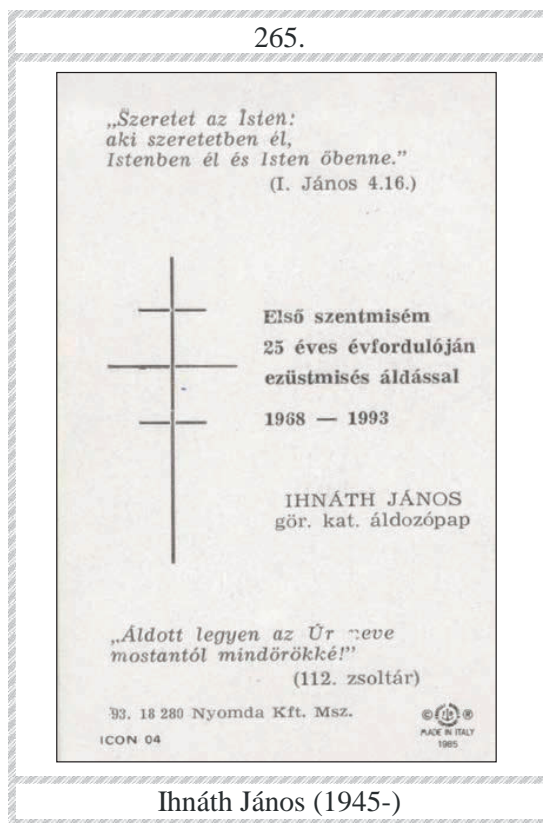 265.
„Szeretet az Isten:
aki szeretetben él,
Istenben él és Isten őbenne.”
(I. János 4.16.)
Első szentmisém
25 éves évfordulóján
ezüstmisés áldással
1968 — 1993
IHNÁTH JÁNOS
gör. kat. áldozópap
„Áldott legyen az Úr neve
mostantól mindörökké!”
(112. zsoltár)
93. 18 280 Nyomda Kft. Msz.
ICON 04
© ®
MADE IN ITALY
1985
Ihnáth János (1945-)